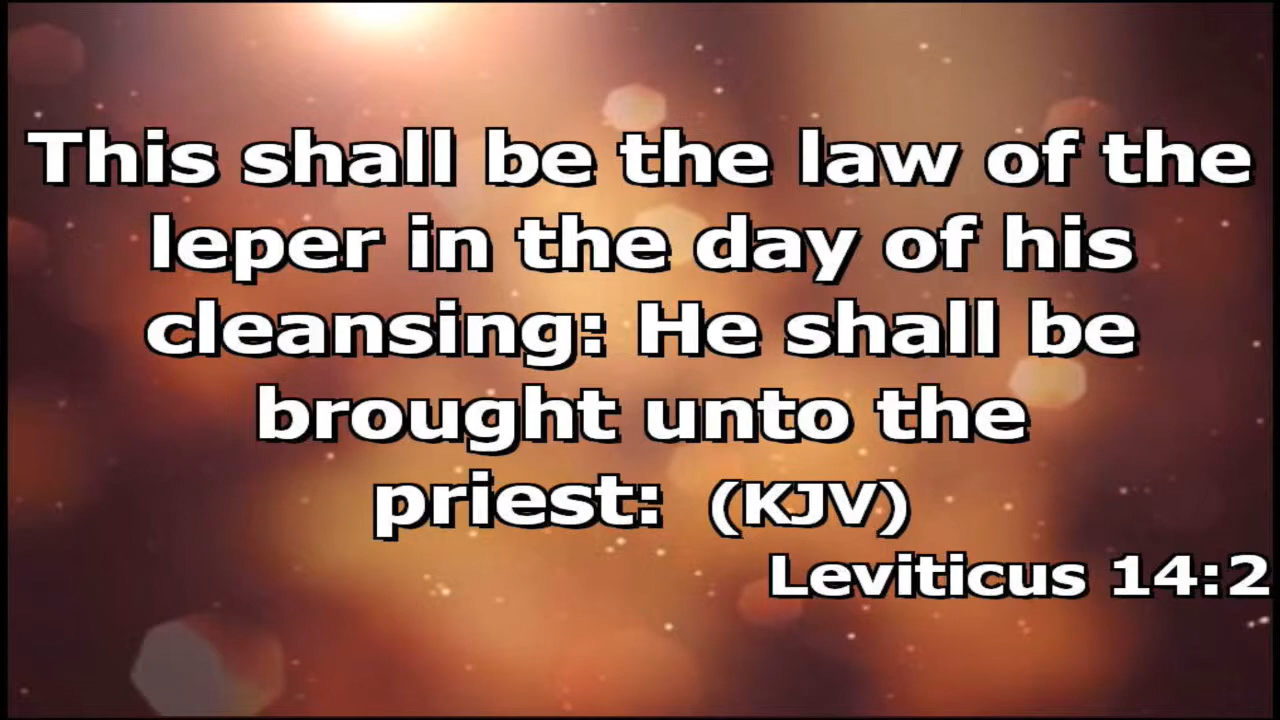 This shall be the law of the
leper in the day of his
cleansing: He shall be
brought unto the
priest: (KJV)
Leviticus 14:2